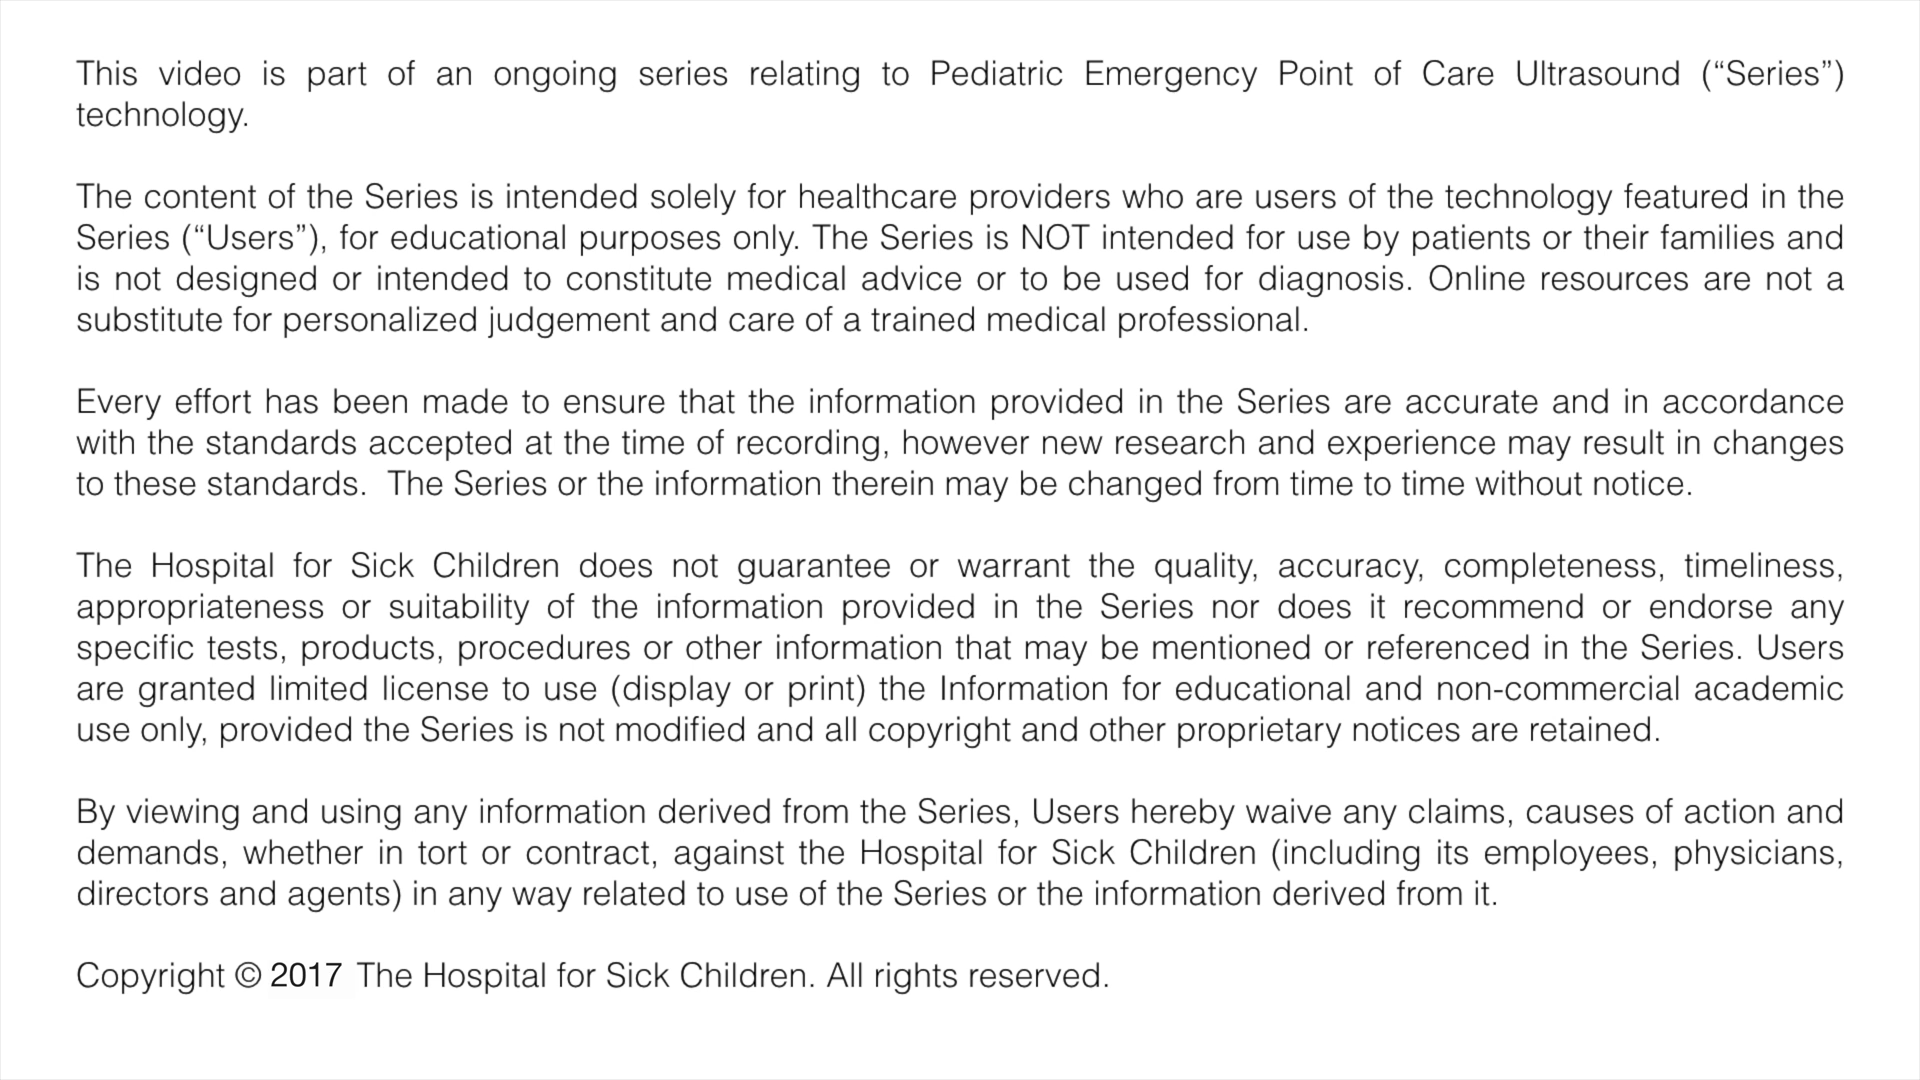 This video is part of an ongoing series relating to Pediatric Emergency Point of Care Ultrasound (“Series”)
technology.
The content of the Series is intended solely for healthcare providers who are users of the technology featured in the
Series (“Users”), for educational purposes only. The Series is NOT intended for use by patients or their families and
is not designed or intended to constitute medical advice or to be used for diagnosis. Online resources are not a
substitute for personalized judgement and care of a trained medical professional.
Every effort has been made to ensure that the information provided in the Series are accurate and in accordance
with the standards accepted at the time of recording, however new research and experience may result in changes
to these standards.  The Series or the information therein may be changed from time to time without notice.
The Hospital for Sick Children does not guarantee or warrant the quality, accuracy, completeness, timeliness,
appropriateness or suitability of the information provided in the Series nor does it recommend or endorse any
specific tests, products, procedures or other information that may be mentioned or referenced in the Series. Users
are granted limited license to use (display or print) the Information for educational and non-commercial academic
use only, provided the Series is not modified and all copyright and other proprietary notices are retained.
By viewing and using any information derived from the Series, Users hereby waive any claims, causes of action and
demands, whether in tort or contract, against the Hospital for Sick Children (including its employees, physicians,
directors and agents) in any way related to use of the Series or the information derived from it.
Copyright © 2017 The Hospital for Sick Children. All rights reserved.